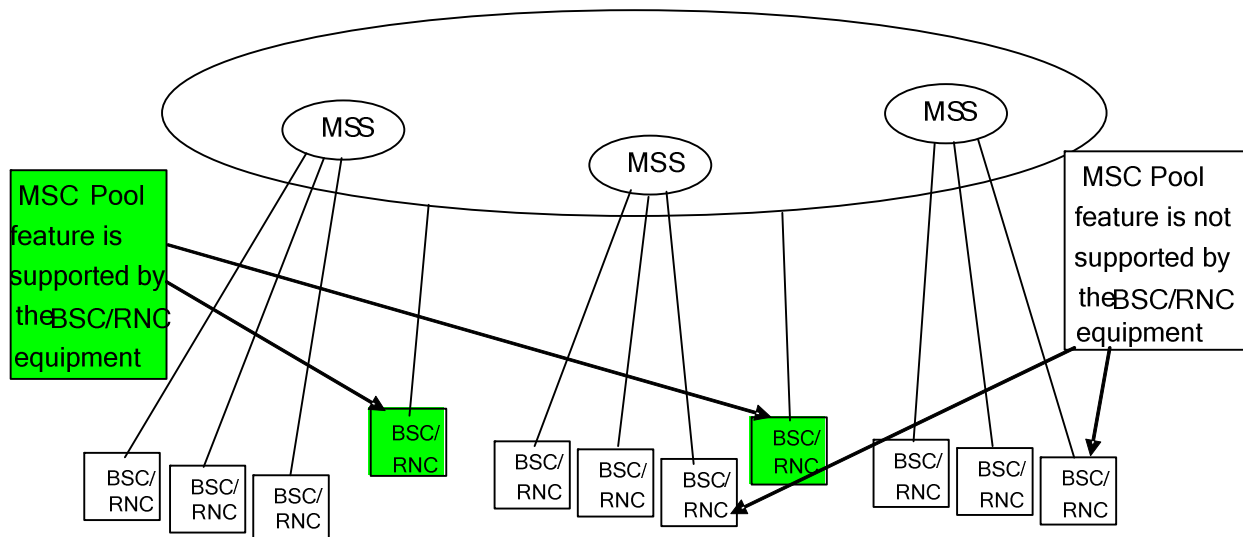 MSS
MSS
MSS
MSC Pool
feature is
supported by
the BSC/RNC
equipment
MSC Pool
feature is not
supported by
the BSC/RNC
equipment
BSC/
RNC
BSC/
RNC
BSC/
RNC
BSC/
RNC
BSC/
RNC
BSC/
RNC
BSC/
RNC
BSC/
RNC
BSC/
RNC
BSC/
RNC
BSC/
RNC